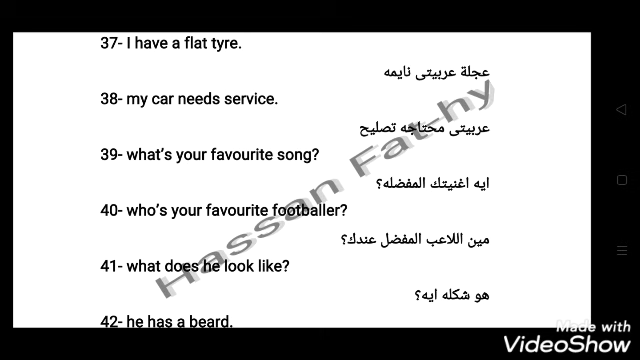 37- I have a flat tyre.
عجلة عربيتى نايمه
38- my car needs service.
عربيتى محتاجه تصليح
39- what's your favourite song?
ايه اغنيتك المفضله؟
40- who's your favourite footballer?
مين اللاعب المفضل عندك؟
41- what does he look like?
هو شكله ايه؟
42- he has a beard.
Hassan Fat-hy
Made with
VideoShow